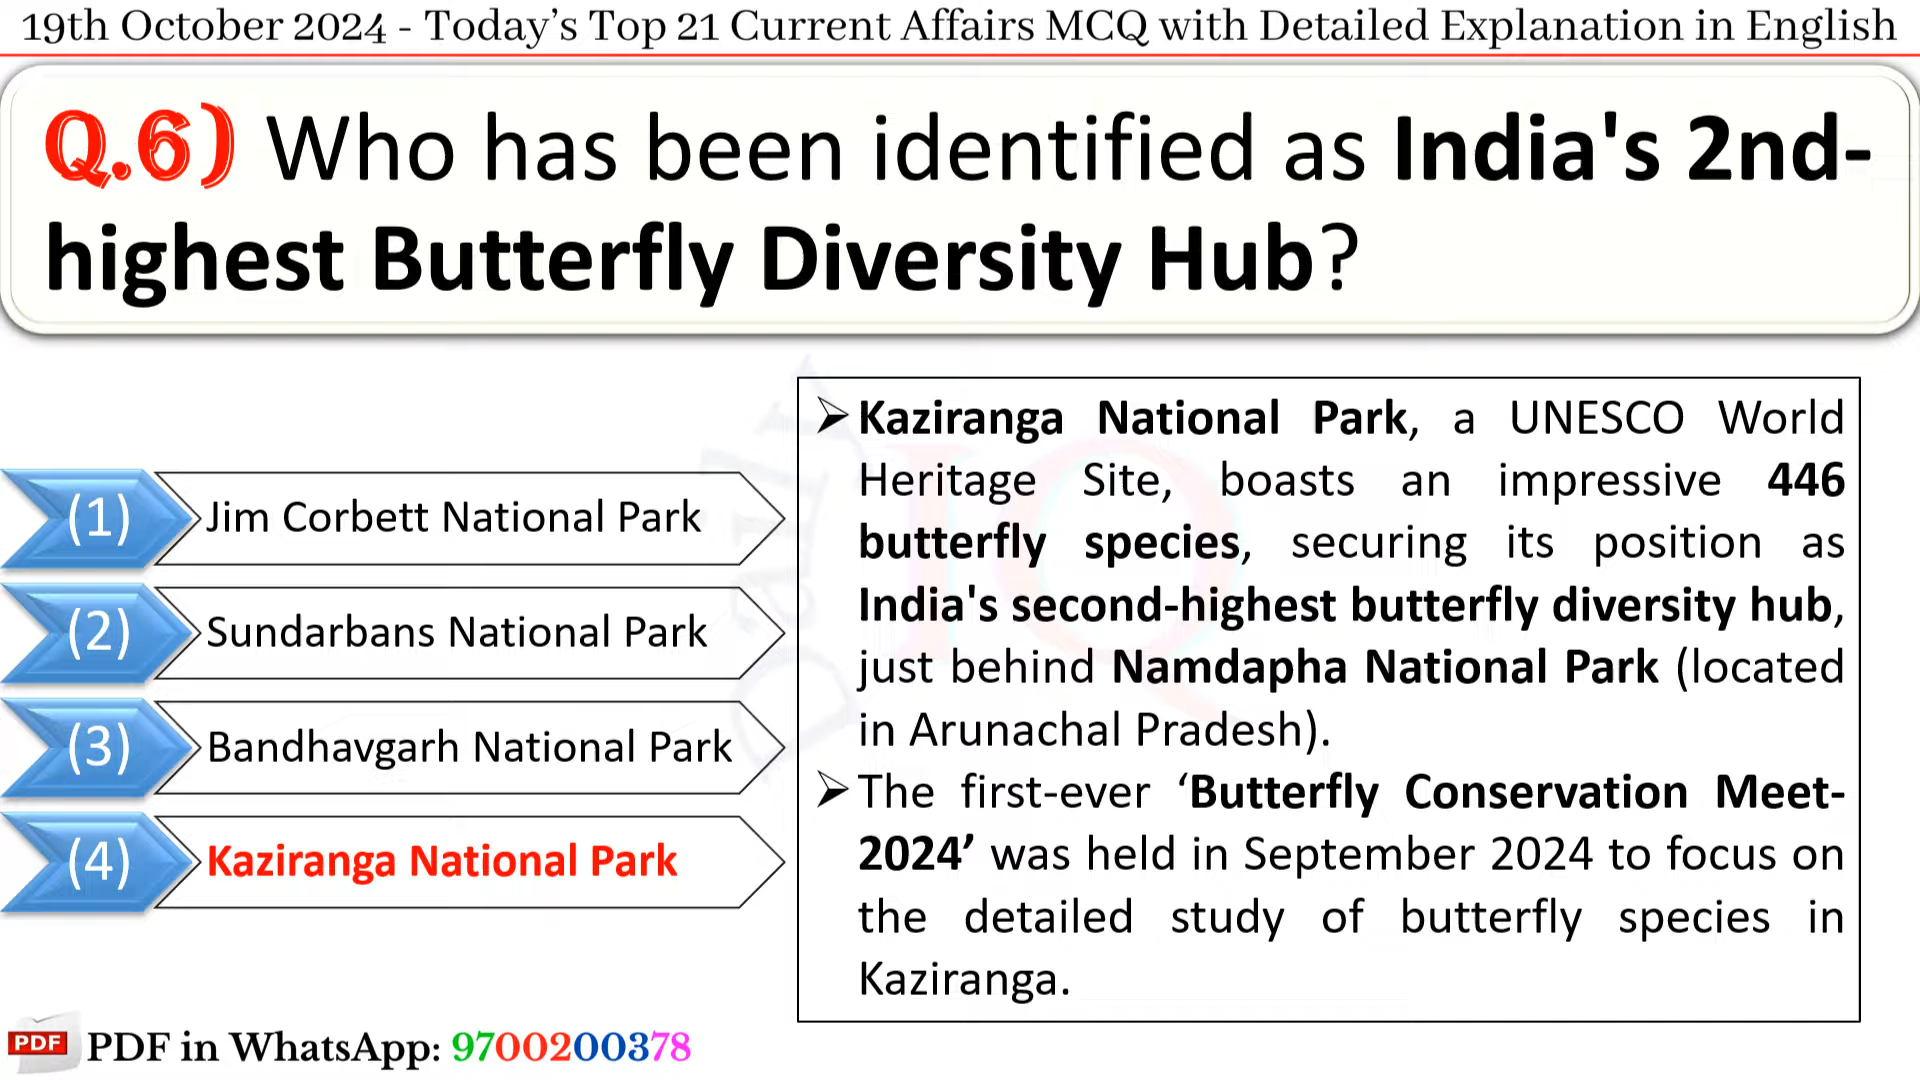 19th October 2024 - Today’s Top 21 Current Affairs MCQ with Detailed Explanation in English
Q.6) Who has been identified as India's 2nd-
highest Butterfly Diversity Hub?
(1) Jim Corbett National Park
(2) Sundarbans National Park
(3) Bandhavgarh National Park
(4) Kaziranga National Park
➢ Kaziranga National Park, a UNESCO World
Heritage Site, boasts an impressive 446
butterfly species, securing its position as
India's second-highest butterfly diversity hub,
just behind Namdapha National Park (located
in Arunachal Pradesh).
➢ The first-ever ‘Butterfly Conservation Meet-
2024’ was held in September 2024 to focus on
the detailed study of butterfly species in
Kaziranga.
Daily
IQ
PDF PDF in WhatsApp: 9700200378